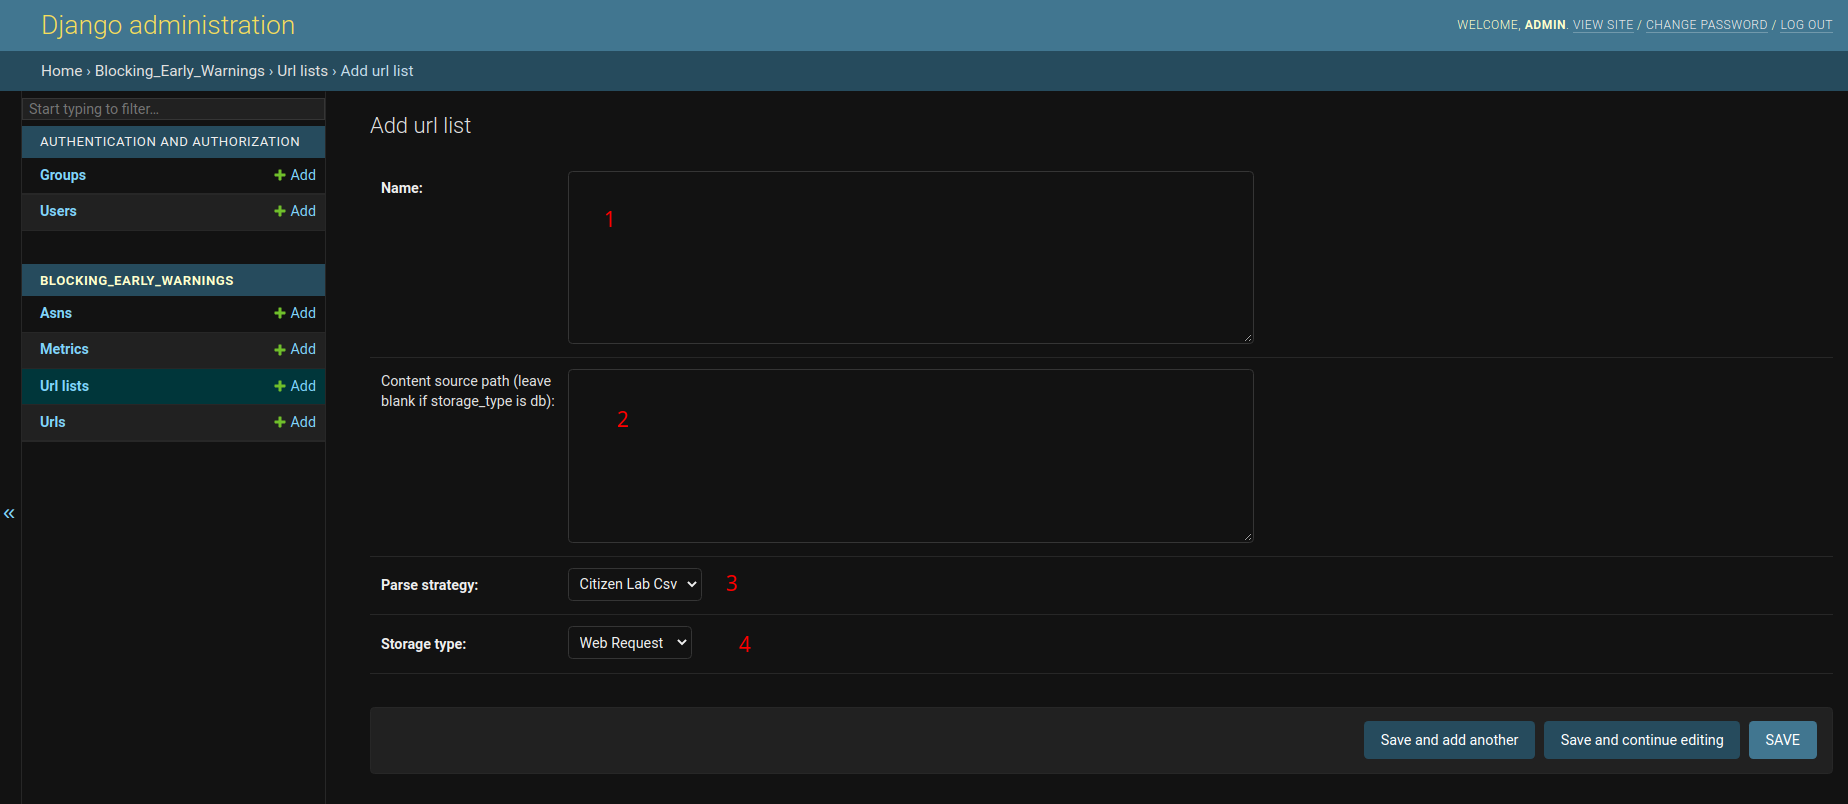 Django administration
WELCOME, ADMIN. VIEW SITE / CHANGE PASSWORD / LOG OUT
Home › Blocking_Early_Warnings › Url lists › Add url list
Start typing to filter...
AUTHENTICATION AND AUTHORIZATION
Groups + Add
Users + Add
BLOCKING_EARLY_WARNINGS
Asns + Add
Metrics + Add
Url lists + Add
Urls + Add
«
Add url list
Name:
1
Content source path (leave
blank if storage_type is db):
2
Parse strategy: Citizen Lab Csv 3
Storage type: Web Request 4
Save and add another Save and continue editing SAVE